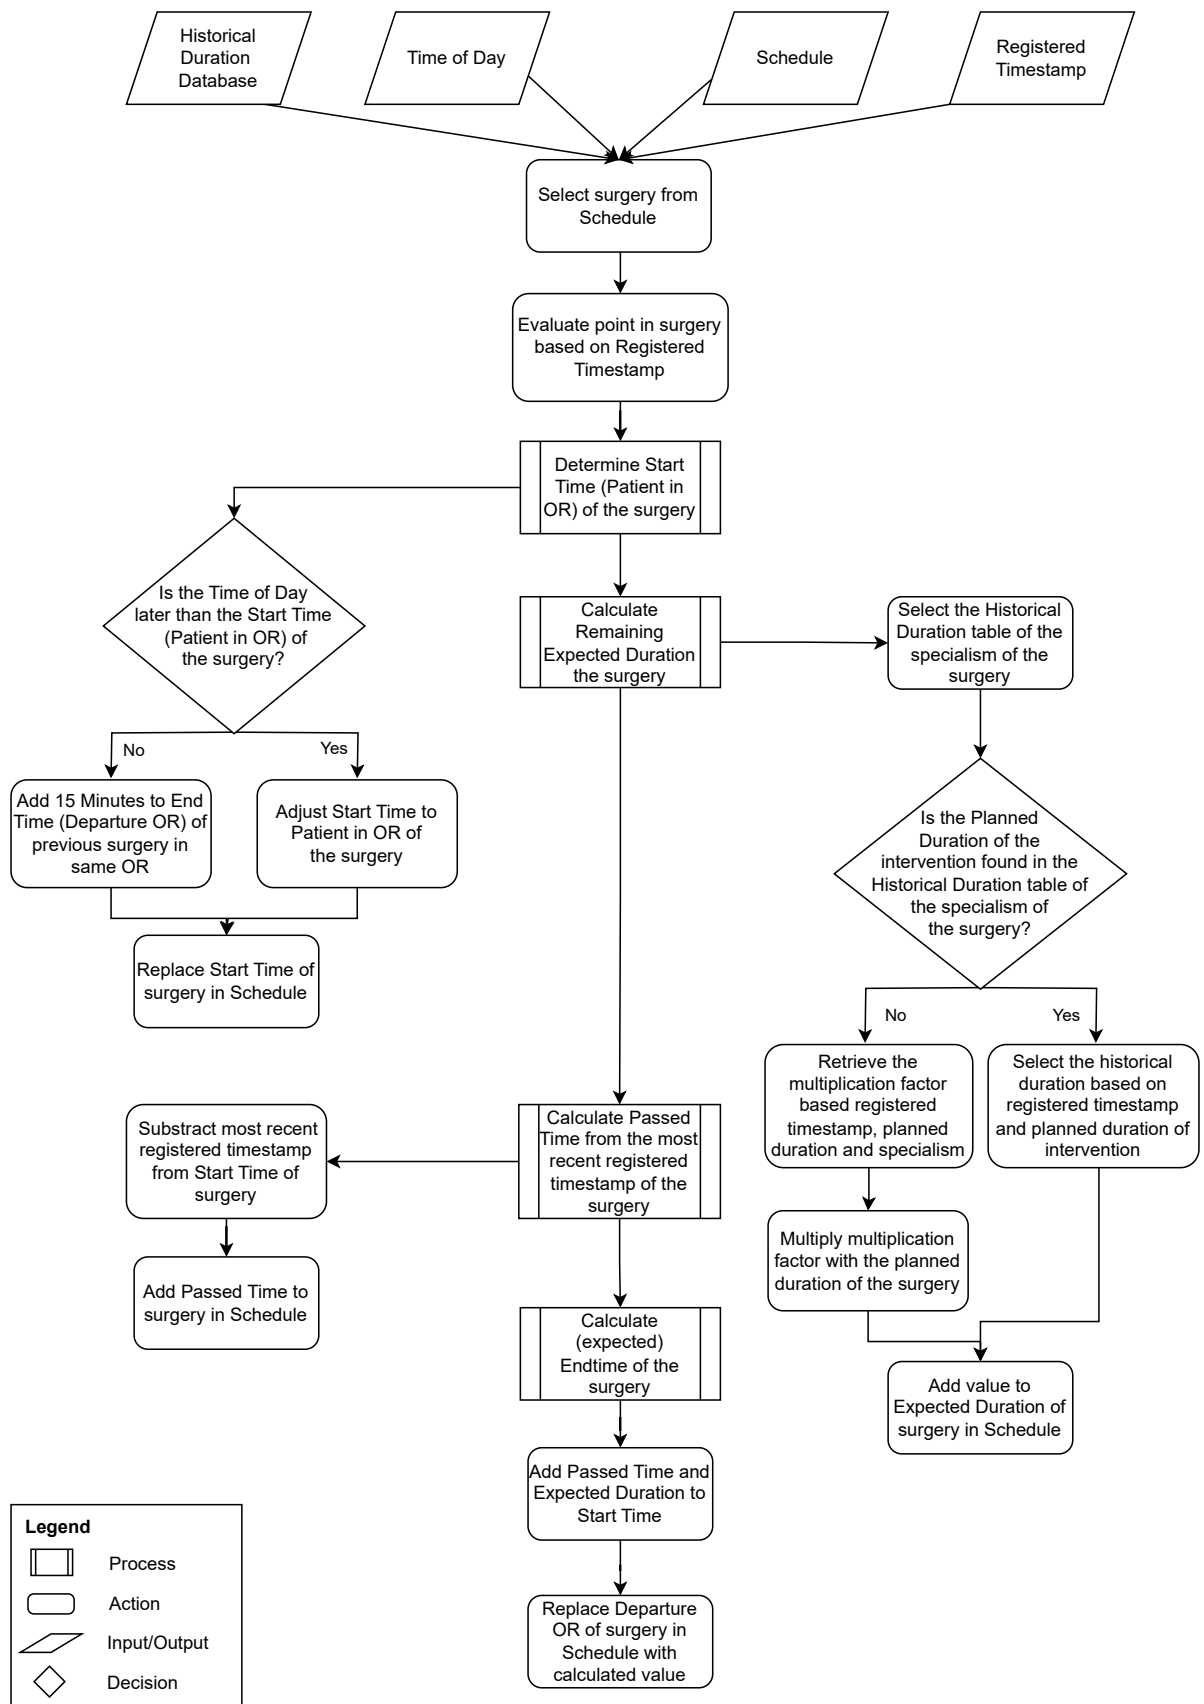 Historical
Duration
Database
Time of Day
Schedule
Registered
Timestamp
Select surgery from
Schedule
Evaluate point in surgery
based on Registered
Timestamp
Determine Start
Time (Patient in
OR) of the surgery
Is the Time of Day
later than the Start Time
(Patient in OR) of
the surgery?
Calculate
Remaining
Expected Duration
the surgery
Select the Historical
Duration table of the
specialism of the
surgery
No
Yes
Add 15 Minutes to End
Time (Departure OR) of
previous surgery in
same OR
Adjust Start Time to
Patient in OR of
the surgery
Is the Planned
Duration of the
intervention found in the
Historical Duration table of
the specialism of
the surgery?
Replace Start Time of
surgery in Schedule
No
Yes
Retrieve the
multiplication factor
based registered
timestamp, planned
duration and specialism
Select the historical
duration based on
registered timestamp
and planned duration of
intervention
Substract most recent
registered timestamp
from Start Time of
surgery
Calculate Passed
Time from the most
recent registered
timestamp of the
surgery
Multiply multiplication
factor with the planned
duration of the surgery
Add Passed Time to
surgery in Schedule
Calculate
(expected)
Endtime of the
surgery
Add value to
Expected Duration of
surgery in Schedule
Add Passed Time and
Expected Duration to
Start Time
Replace Departure
OR of surgery in
Schedule with
calculated value
Legend
Process
Action
Input/Output
Decision